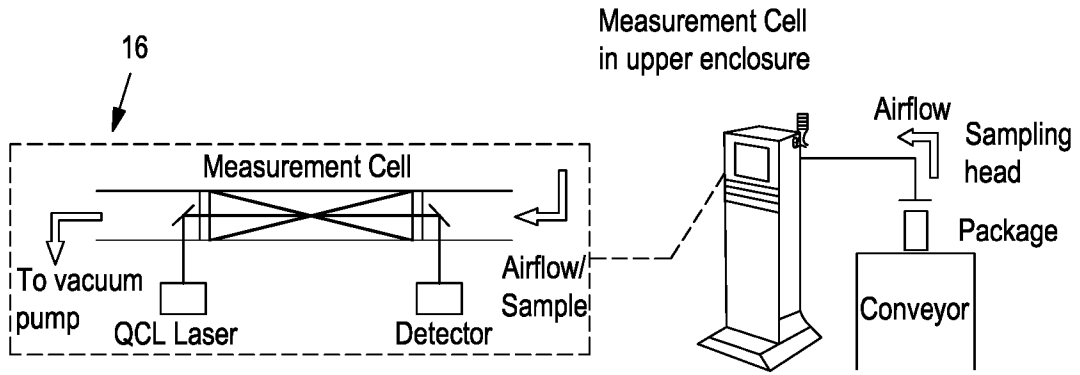 16
Measurement Cell
To vacuum
pump
QCL Laser
Detector
Airflow/
Sample
Measurement Cell
in upper enclosure
Airflow
Sampling
head
Package
Conveyor